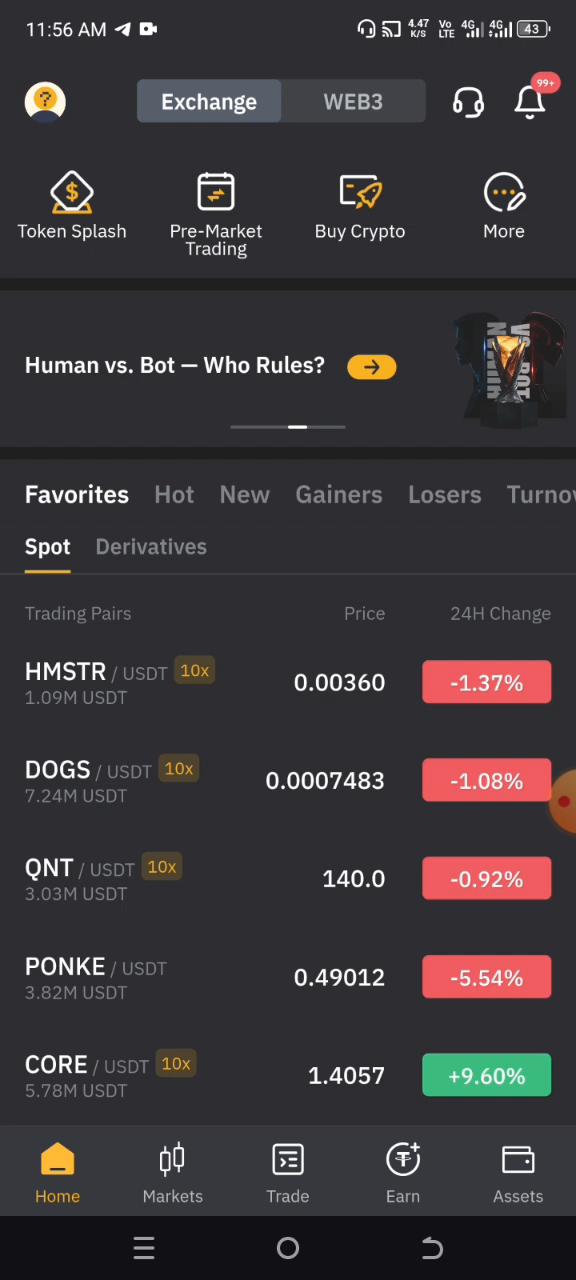 11:56 AM
4.47 K/S
Vo LTE
4G
4G
43
Exchange
WEB3
99+
Token Splash
Pre-Market
Trading
Buy Crypto
More
Human vs. Bot — Who Rules?
Favorites Hot New Gainers Losers Turnov
Spot Derivatives
Trading Pairs Price 24H Change
HMSTR / USDT 10x
1.09M USDT
0.00360
-1.37%
DOGS / USDT 10x
7.24M USDT
0.0007483
-1.08%
QNT / USDT 10x
3.03M USDT
140.0
-0.92%
PONKE / USDT
3.82M USDT
0.49012
-5.54%
CORE / USDT 10x
5.78M USDT
1.4057
+9.60%
Home Markets Trade Earn Assets